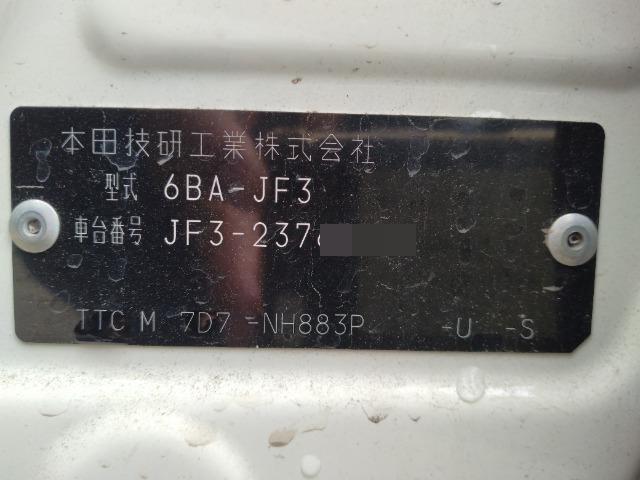 本田技研工業株式会社
型式 6BA-JF3
車台番号 JF3-237
TTC M 7D7 -NH883P -U -S